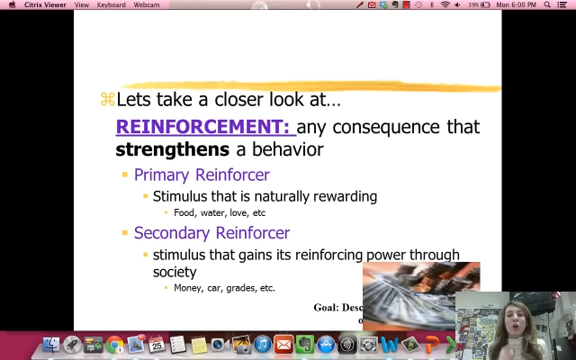 Citrix Viewer View Keyboard Webcam 39% Mon 6:00 PM
Lets take a closer look at…
REINFORCEMENT: any consequence that
strengthens a behavior
Primary Reinforcer
Stimulus that is naturally rewarding
Food, water, love, etc
Secondary Reinforcer
stimulus that gains its reinforcing power through
society
Money, car, grades, etc.
Goal: Desc
o